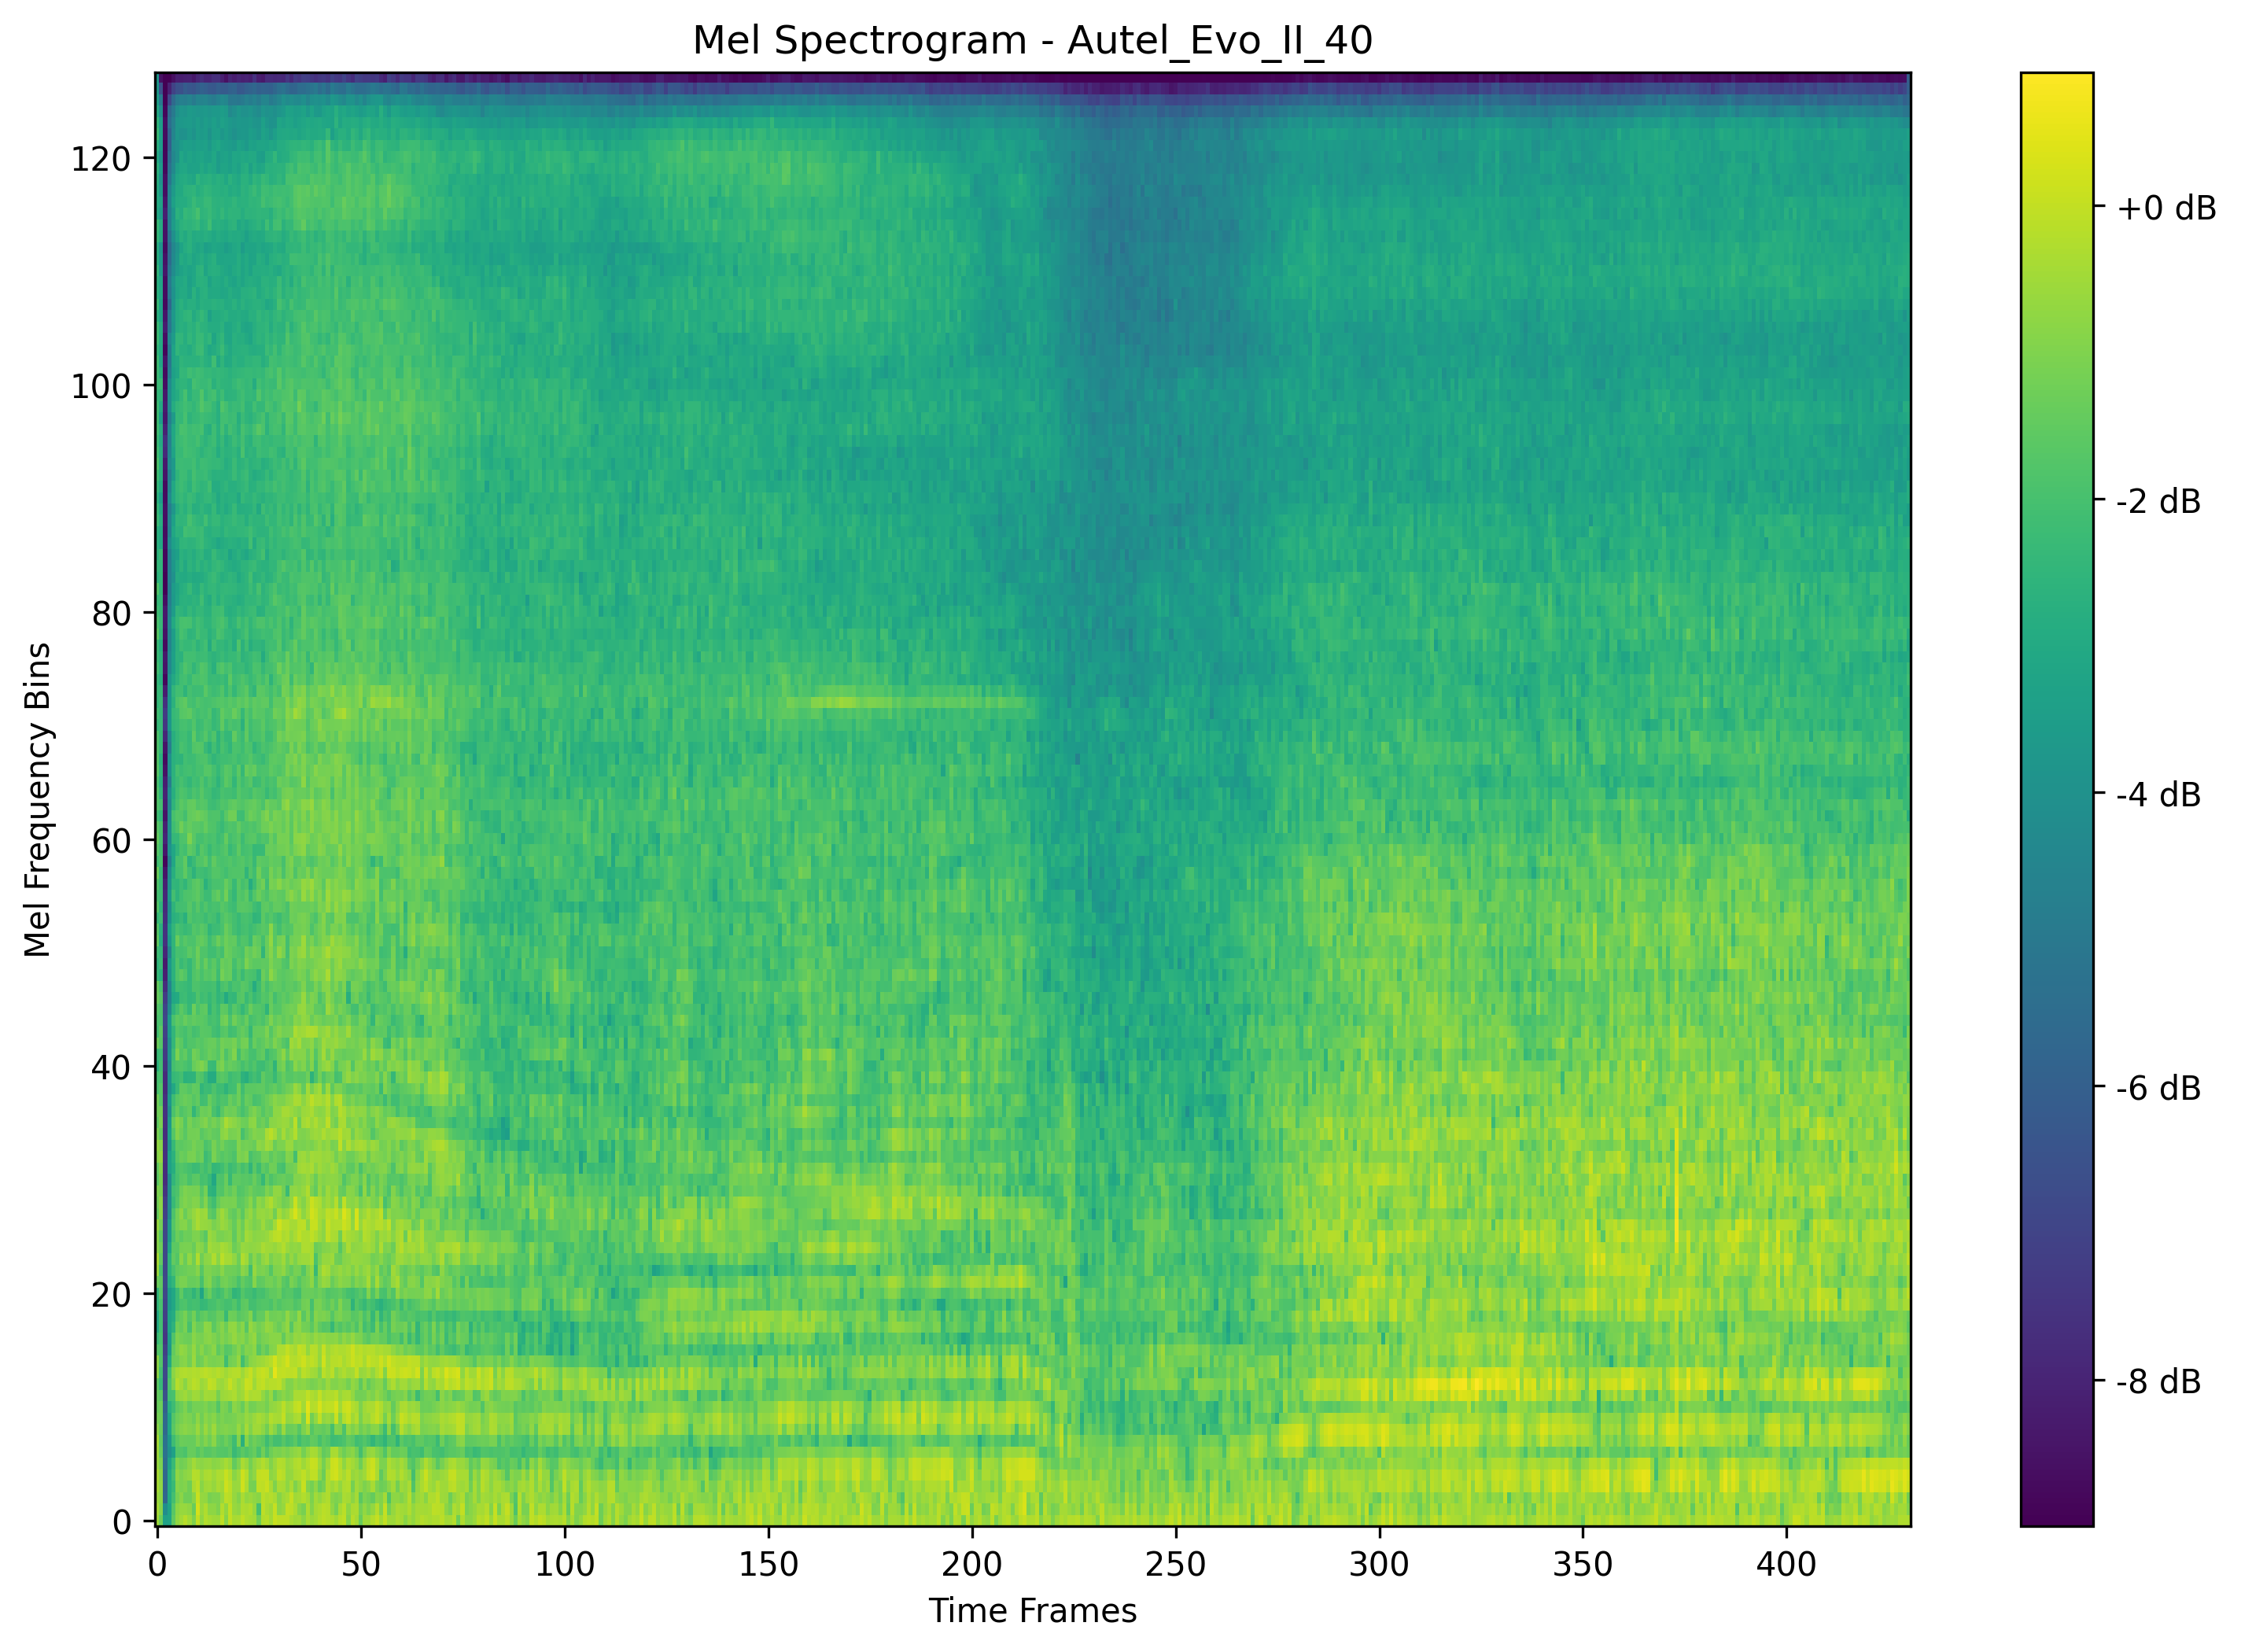 Mel Spectrogram - Autel_Evo_II_40
Mel Frequency Bins
120
100
80
60
40
20
0
0 50 100 150 200 250 300 350 400
Time Frames
+0 dB
-2 dB
-4 dB
-6 dB
-8 dB